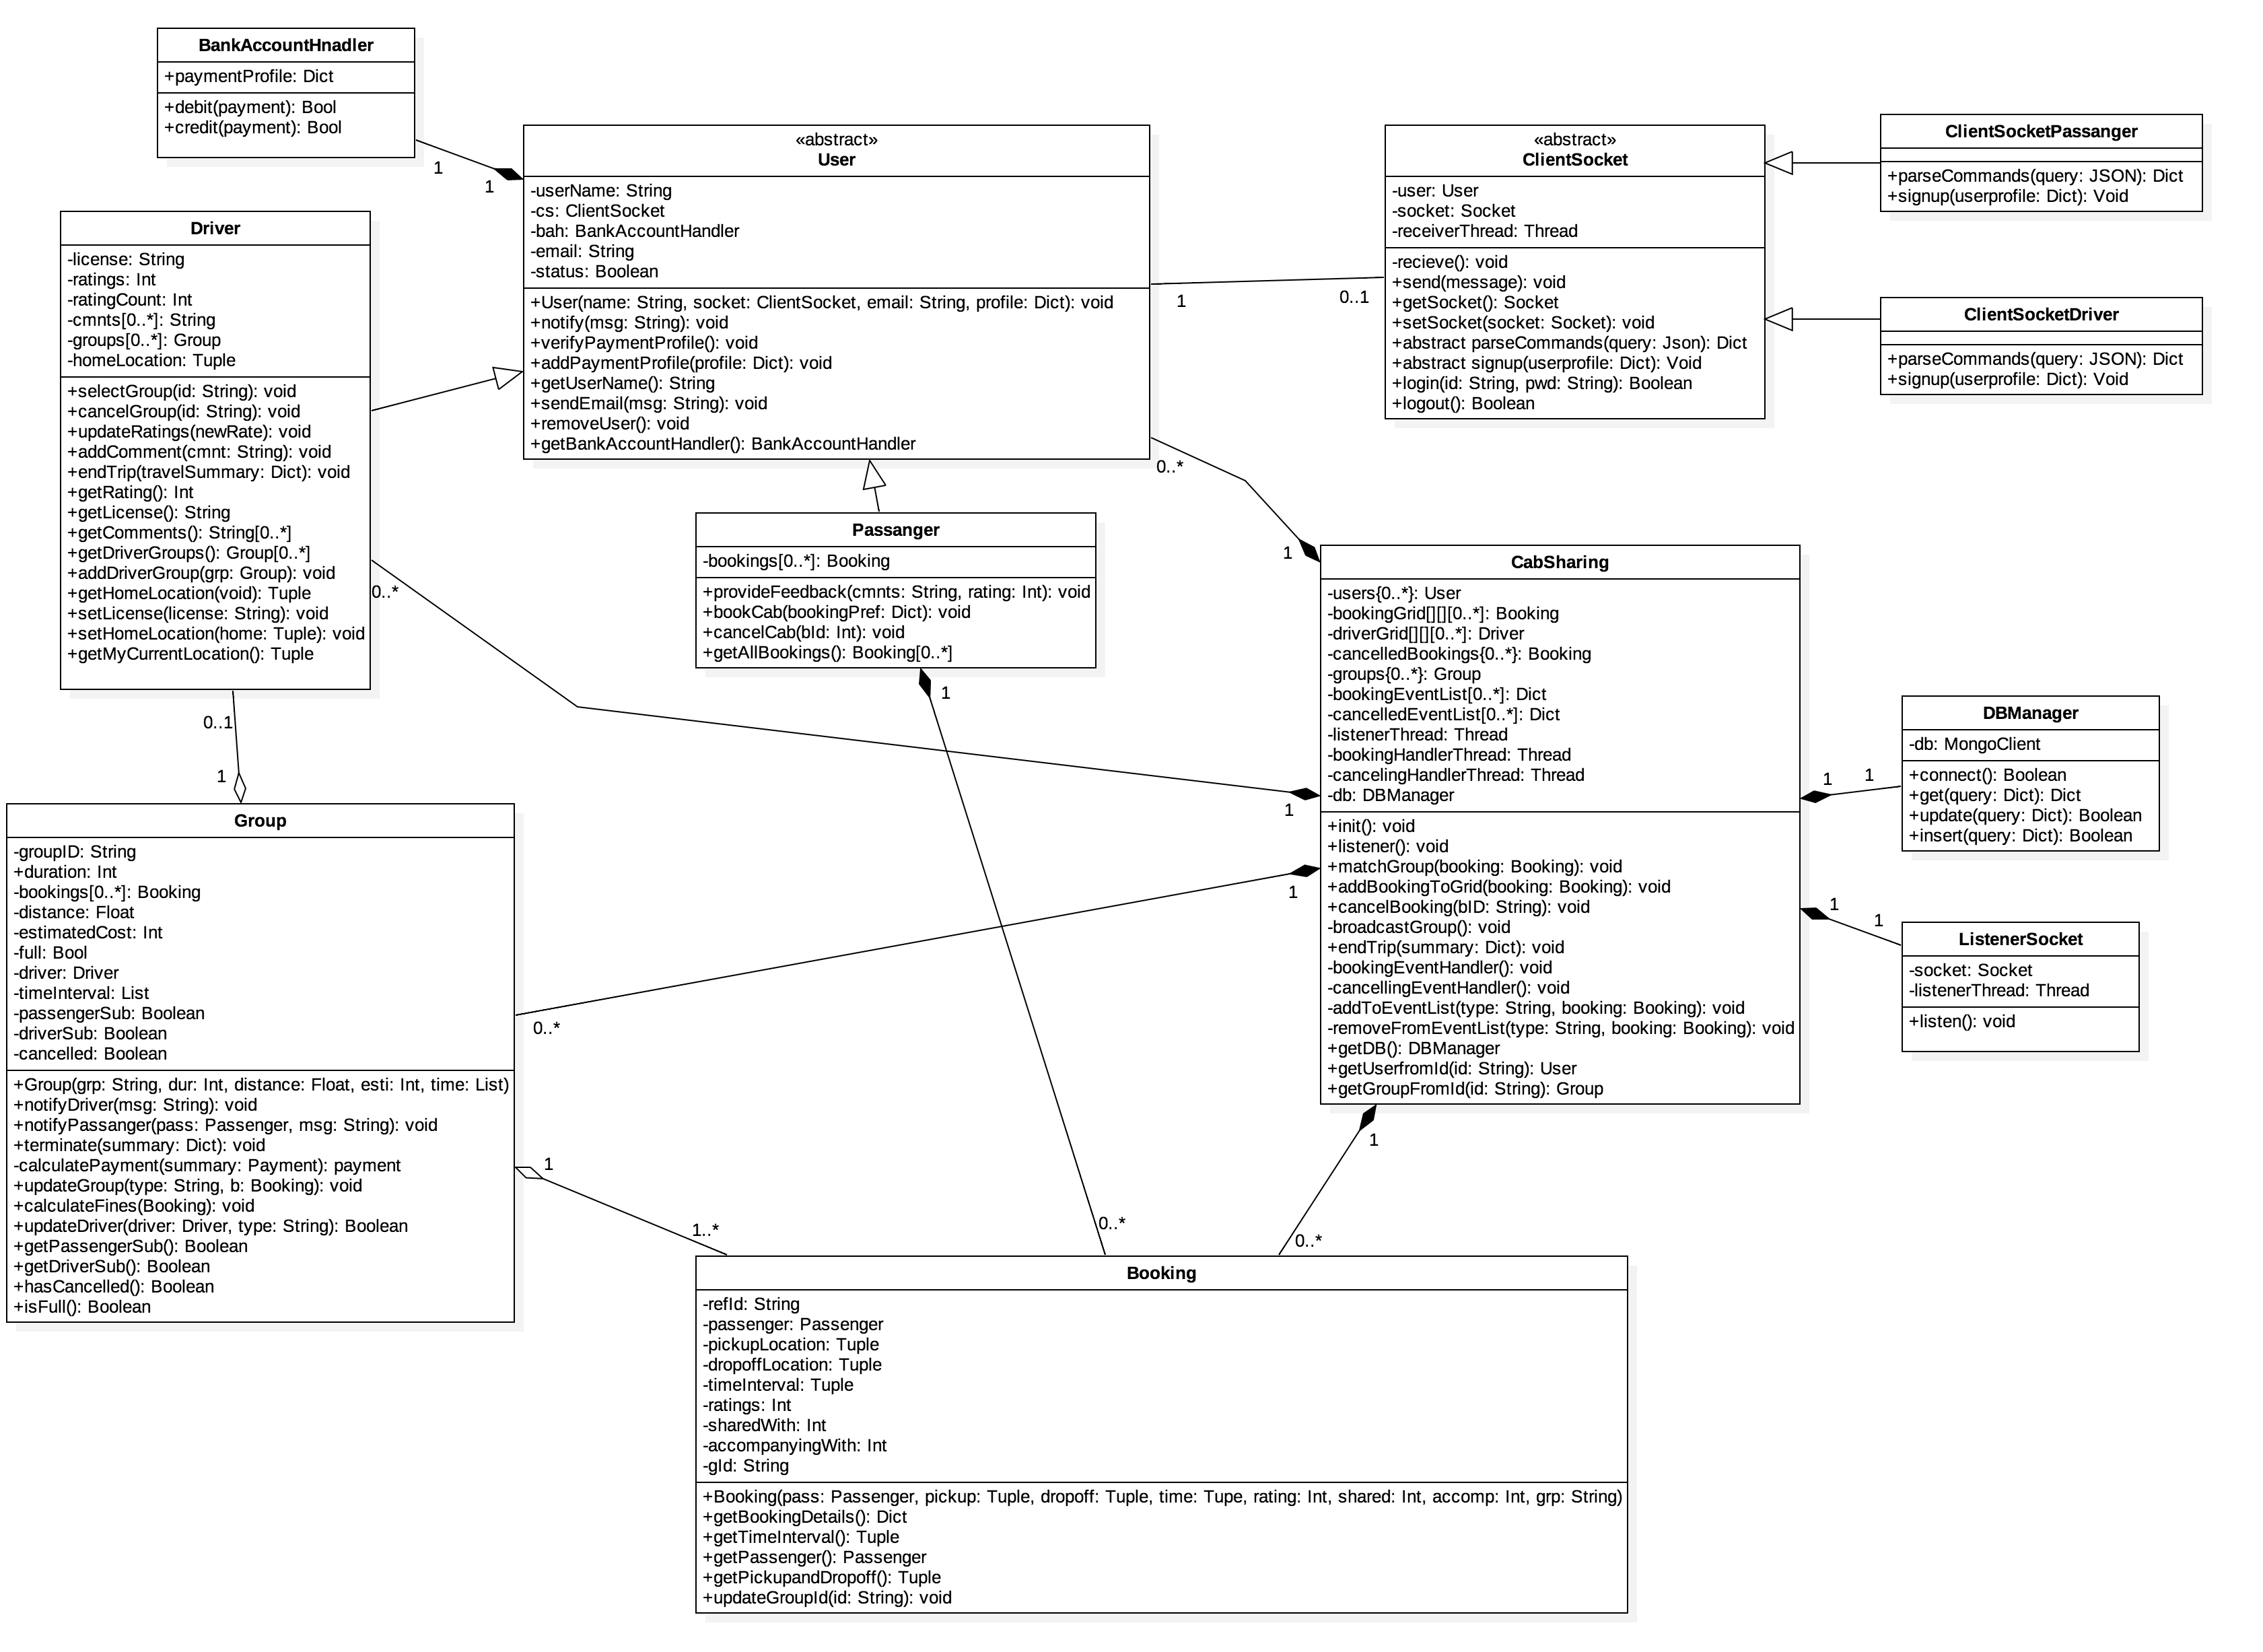 BankAccountHnadler
+paymentProfile: Dict
+debit(payment): Bool
+credit(payment): Bool
1
1
«abstract»
User
-userName: String
-cs: ClientSocket
-bah: BankAccountHandler
-email: String
-status: Boolean
+User(name: String, socket: ClientSocket, email: String, profile: Dict): void
+notify(msg: String): void
+verifyPaymentProfile(): void
+addPaymentProfile(profile: Dict): void
+getUserName(): String
+sendEmail(msg: String): void
+removeUser(): void
+getBankAccountHandler(): BankAccountHandler
1
0..1
«abstract»
ClientSocket
-user: User
-socket: Socket
-receiverThread: Thread
-recieve(): void
+send(message): void
+getSocket(): Socket
+setSocket(socket: Socket): void
+abstract parseCommands(query: Json): Dict
+abstract signup(userprofile: Dict): Void
+login(id: String, pwd: String): Boolean
+logout(): Boolean
ClientSocketPassanger
+parseCommands(query: JSON): Dict
+signup(userprofile: Dict): Void
ClientSocketDriver
+parseCommands(query: JSON): Dict
+signup(userprofile: Dict): Void
Driver
-license: String
-ratings: Int
-ratingCount: Int
-cmnts[0..*]: String
-groups[0..*]: Group
-homeLocation: Tuple
+selectGroup(id: String): void
+cancelGroup(id: String): void
+updateRatings(newRate): void
+addComment(cmnt: String): void
+endTrip(travelSummary: Dict): void
+getRating(): Int
+getLicense(): String
+getComments(): String[0..*]
+getDriverGroups(): Group[0..*]
+addDriverGroup(grp: Group): void
+getHomeLocation(void): Tuple
+setLicense(license: String): void
+setHomeLocation(home: Tuple): void
+getMyCurrentLocation(): Tuple
0..*
0..1
1
0..*
1
Passanger
-bookings[0..*]: Booking
+provideFeedback(cmnts: String, rating: Int): void
+bookCab(bookingPref: Dict): void
+cancelCab(bId: Int): void
+getAllBookings(): Booking[0..*]
1
CabSharing
-users{0..*}: User
-bookingGrid[][][0..*]: Booking
-driverGrid[][][0..*]: Driver
-cancelledBookings{0..*}: Booking
-groups{0..*}: Group
-bookingEventList[0..*]: Dict
-cancelledEventList[0..*]: Dict
-listenerThread: Thread
-bookingHandlerThread: Thread
-cancelingHandlerThread: Thread
-db: DBManager
+init(): void
+listener(): void
+matchGroup(booking: Booking): void
+addBookingToGrid(booking: Booking): void
+cancelBooking(bID: String): void
-broadcastGroup(): void
+endTrip(summary: Dict): void
-bookingEventHandler(): void
-cancellingEventHandler(): void
-addToEventList(type: String, booking: Booking): void
-removeFromEventList(type: String, booking: Booking): void
+getDB(): DBManager
+getUserfromId(id: String): User
+getGroupFromId(id: String): Group
1
1
1
1
1
1
DBManager
-db: MongoClient
+connect(): Boolean
+get(query: Dict): Dict
+update(query: Dict): Boolean
+insert(query: Dict): Boolean
ListenerSocket
-socket: Socket
-listenerThread: Thread
+listen(): void
Group
-groupID: String
+duration: Int
-bookings[0..*]: Booking
-distance: Float
-estimatedCost: Int
-full: Bool
-driver: Driver
-timeInterval: List
-passengerSub: Boolean
-driverSub: Boolean
-cancelled: Boolean
+Group(grp: String, dur: Int, distance: Float, esti: Int, time: List)
+notifyDriver(msg: String): void
+notifyPassanger(pass: Passenger, msg: String): void
+terminate(summary: Dict): void
-calculatePayment(summary: Payment): payment
+updateGroup(type: String, b: Booking): void
+calculateFines(Booking): void
+updateDriver(driver: Driver, type: String): Boolean
+getPassengerSub(): Boolean
+getDriverSub(): Boolean
+hasCancelled(): Boolean
+isFull(): Boolean
0..*
1
1..*
0..*
1
0..*
Booking
-refId: String
-passenger: Passenger
-pickupLocation: Tuple
-dropoffLocation: Tuple
-timeInterval: Tuple
-ratings: Int
-sharedWith: Int
-accompanyingWith: Int
-gId: String
+Booking(pass: Passenger, pickup: Tuple, dropoff: Tuple, time: Tupe, rating: Int, shared: Int, accomp: Int, grp: String)
+getBookingDetails(): Dict
+getTimeInterval(): Tuple
+getPassenger(): Passenger
+getPickupandDropoff(): Tuple
+updateGroupId(id: String): void